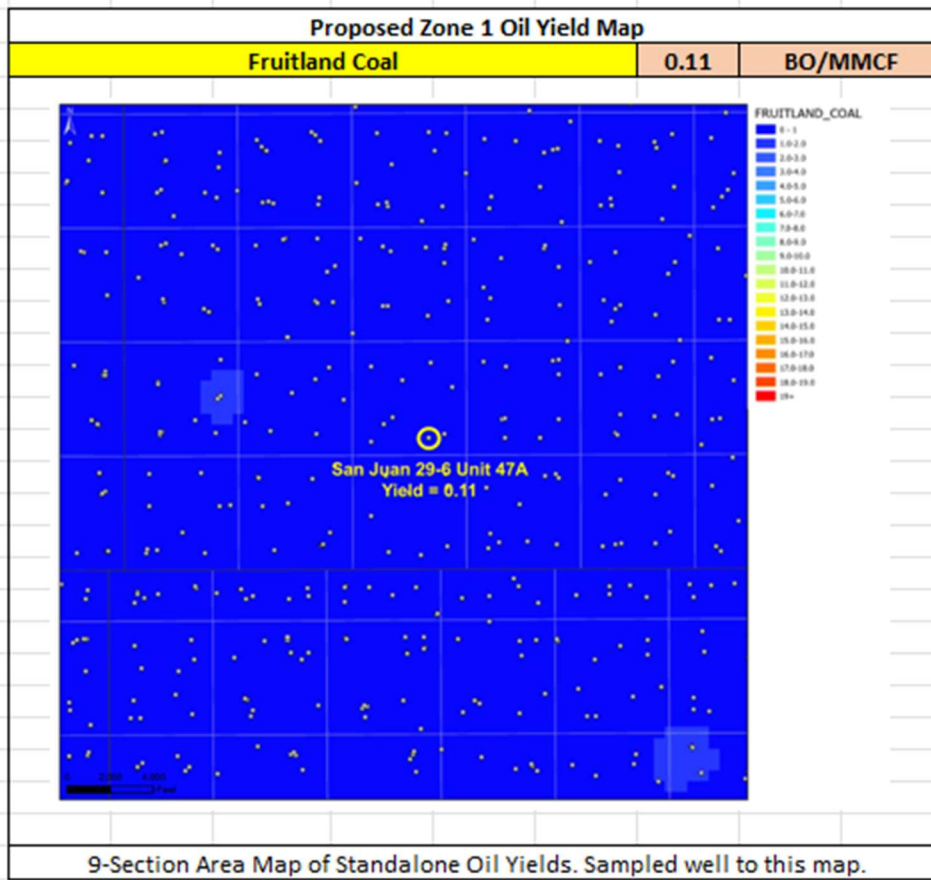 Proposed Zone 1 Oil Yield Map
Fruitland Coal 0.11 BO/MMCF
N
FRUITLAND_COAL
0 - 1
1.0-2.0
2.0-3.0
3.0-4.0
4.0-5.0
5.0-6.0
6.0-7.0
7.0-8.0
8.0-9.0
9.0-10.0
10.0-11.0
11.0-12.0
12.0-13.0
13.0-14.0
14.0-15.0
15.0-16.0
16.0-17.0
17.0-18.0
18.0-19.0
19+
San Juan 29-6 Unit 47A
Yield = 0.11
0 2,000 4,000
Feet
9-Section Area Map of Standalone Oil Yields. Sampled well to this map.